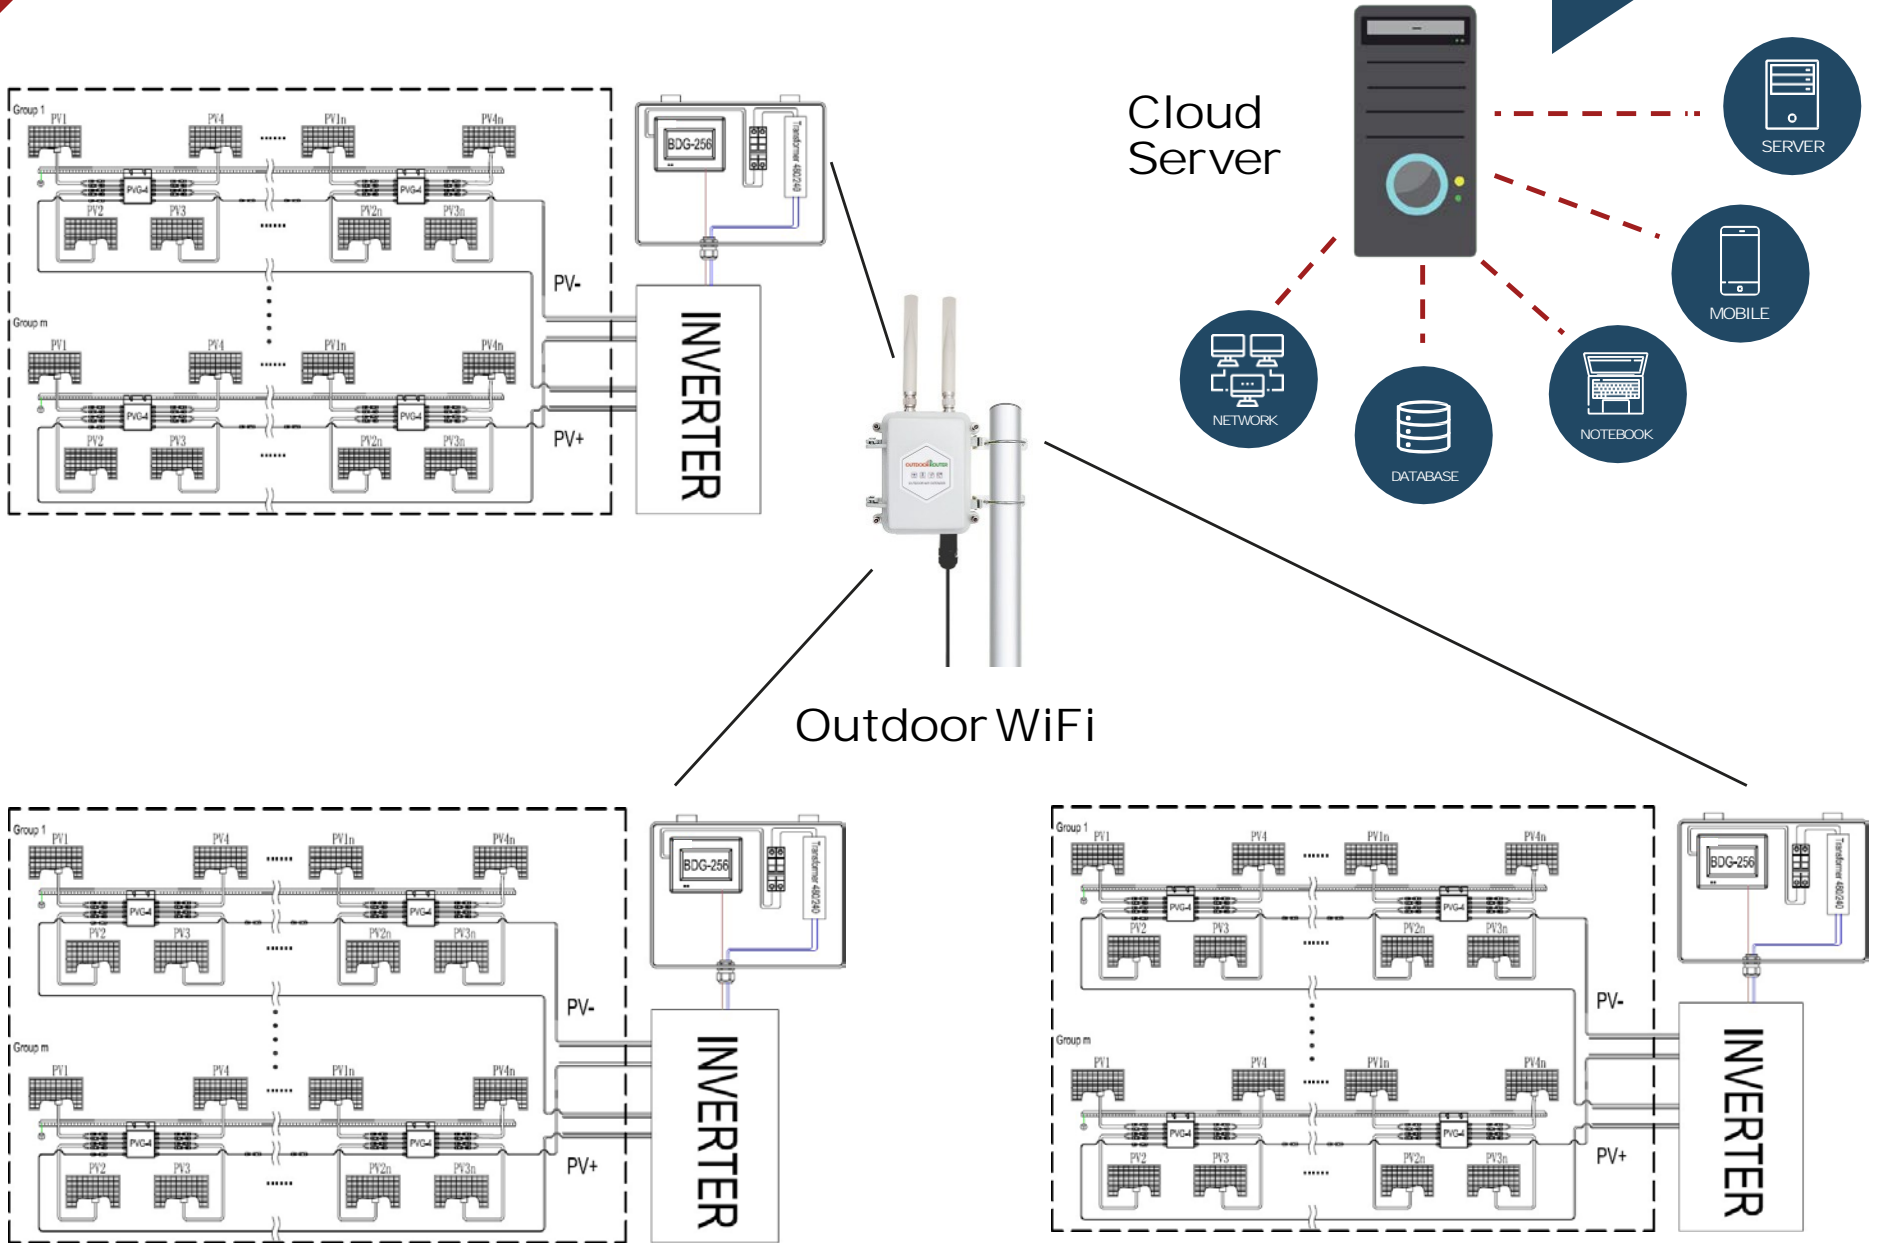 Cloud
Server
SERVER
MOBILE
NOTEBOOK
DATABASE
NETWORK
Group 1
PV1
PV4
PV1n
PV4n
PVG-4
PVG-4
PV2
PV3
PV2n
PV3n
PV-
Group m
PV1
PV4
PV1n
PV4n
PVG-4
PVG-4
PV2
PV3
PV2n
PV3n
PV+
BDG-256
Transformer 480/240
INVERTER
OUTDOORROUTER
Outdoor WiFi
Group 1
PV1
PV4
PV1n
PV4n
PVG-4
PVG-4
PV2
PV3
PV2n
PV3n
PV-
Group m
PV1
PV4
PV1n
PV4n
PVG-4
PVG-4
PV2
PV3
PV2n
PV3n
PV+
BDG-256
Transformer 480/240
INVERTER
Group 1
PV1
PV4
PV1n
PV4n
PVG-4
PVG-4
PV2
PV3
PV2n
PV3n
PV-
Group m
PV1
PV4
PV1n
PV4n
PVG-4
PVG-4
PV2
PV3
PV2n
PV3n
PV+
BDG-256
Transformer 480/240
INVERTER